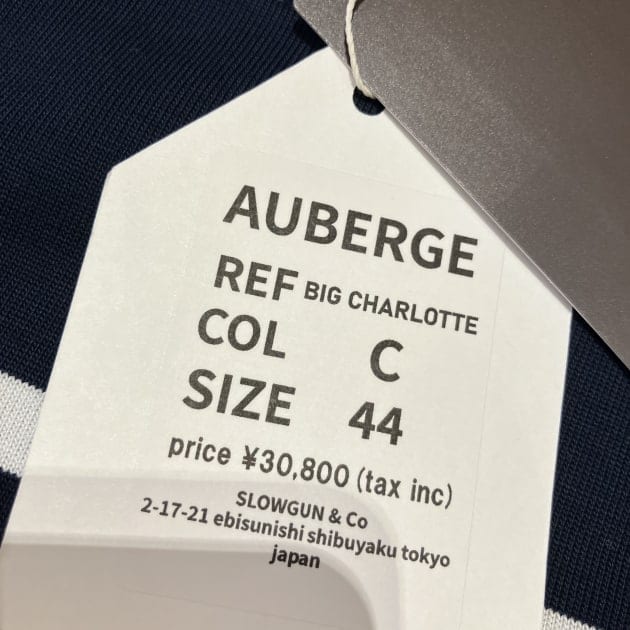 AUBERGE
REF BIG CHARLOTTE
COL C
SIZE 44
price ¥30,800 (tax inc)
SLOWGUN & Co
2-17-21 ebisunishi shibuyaku tokyo
japan